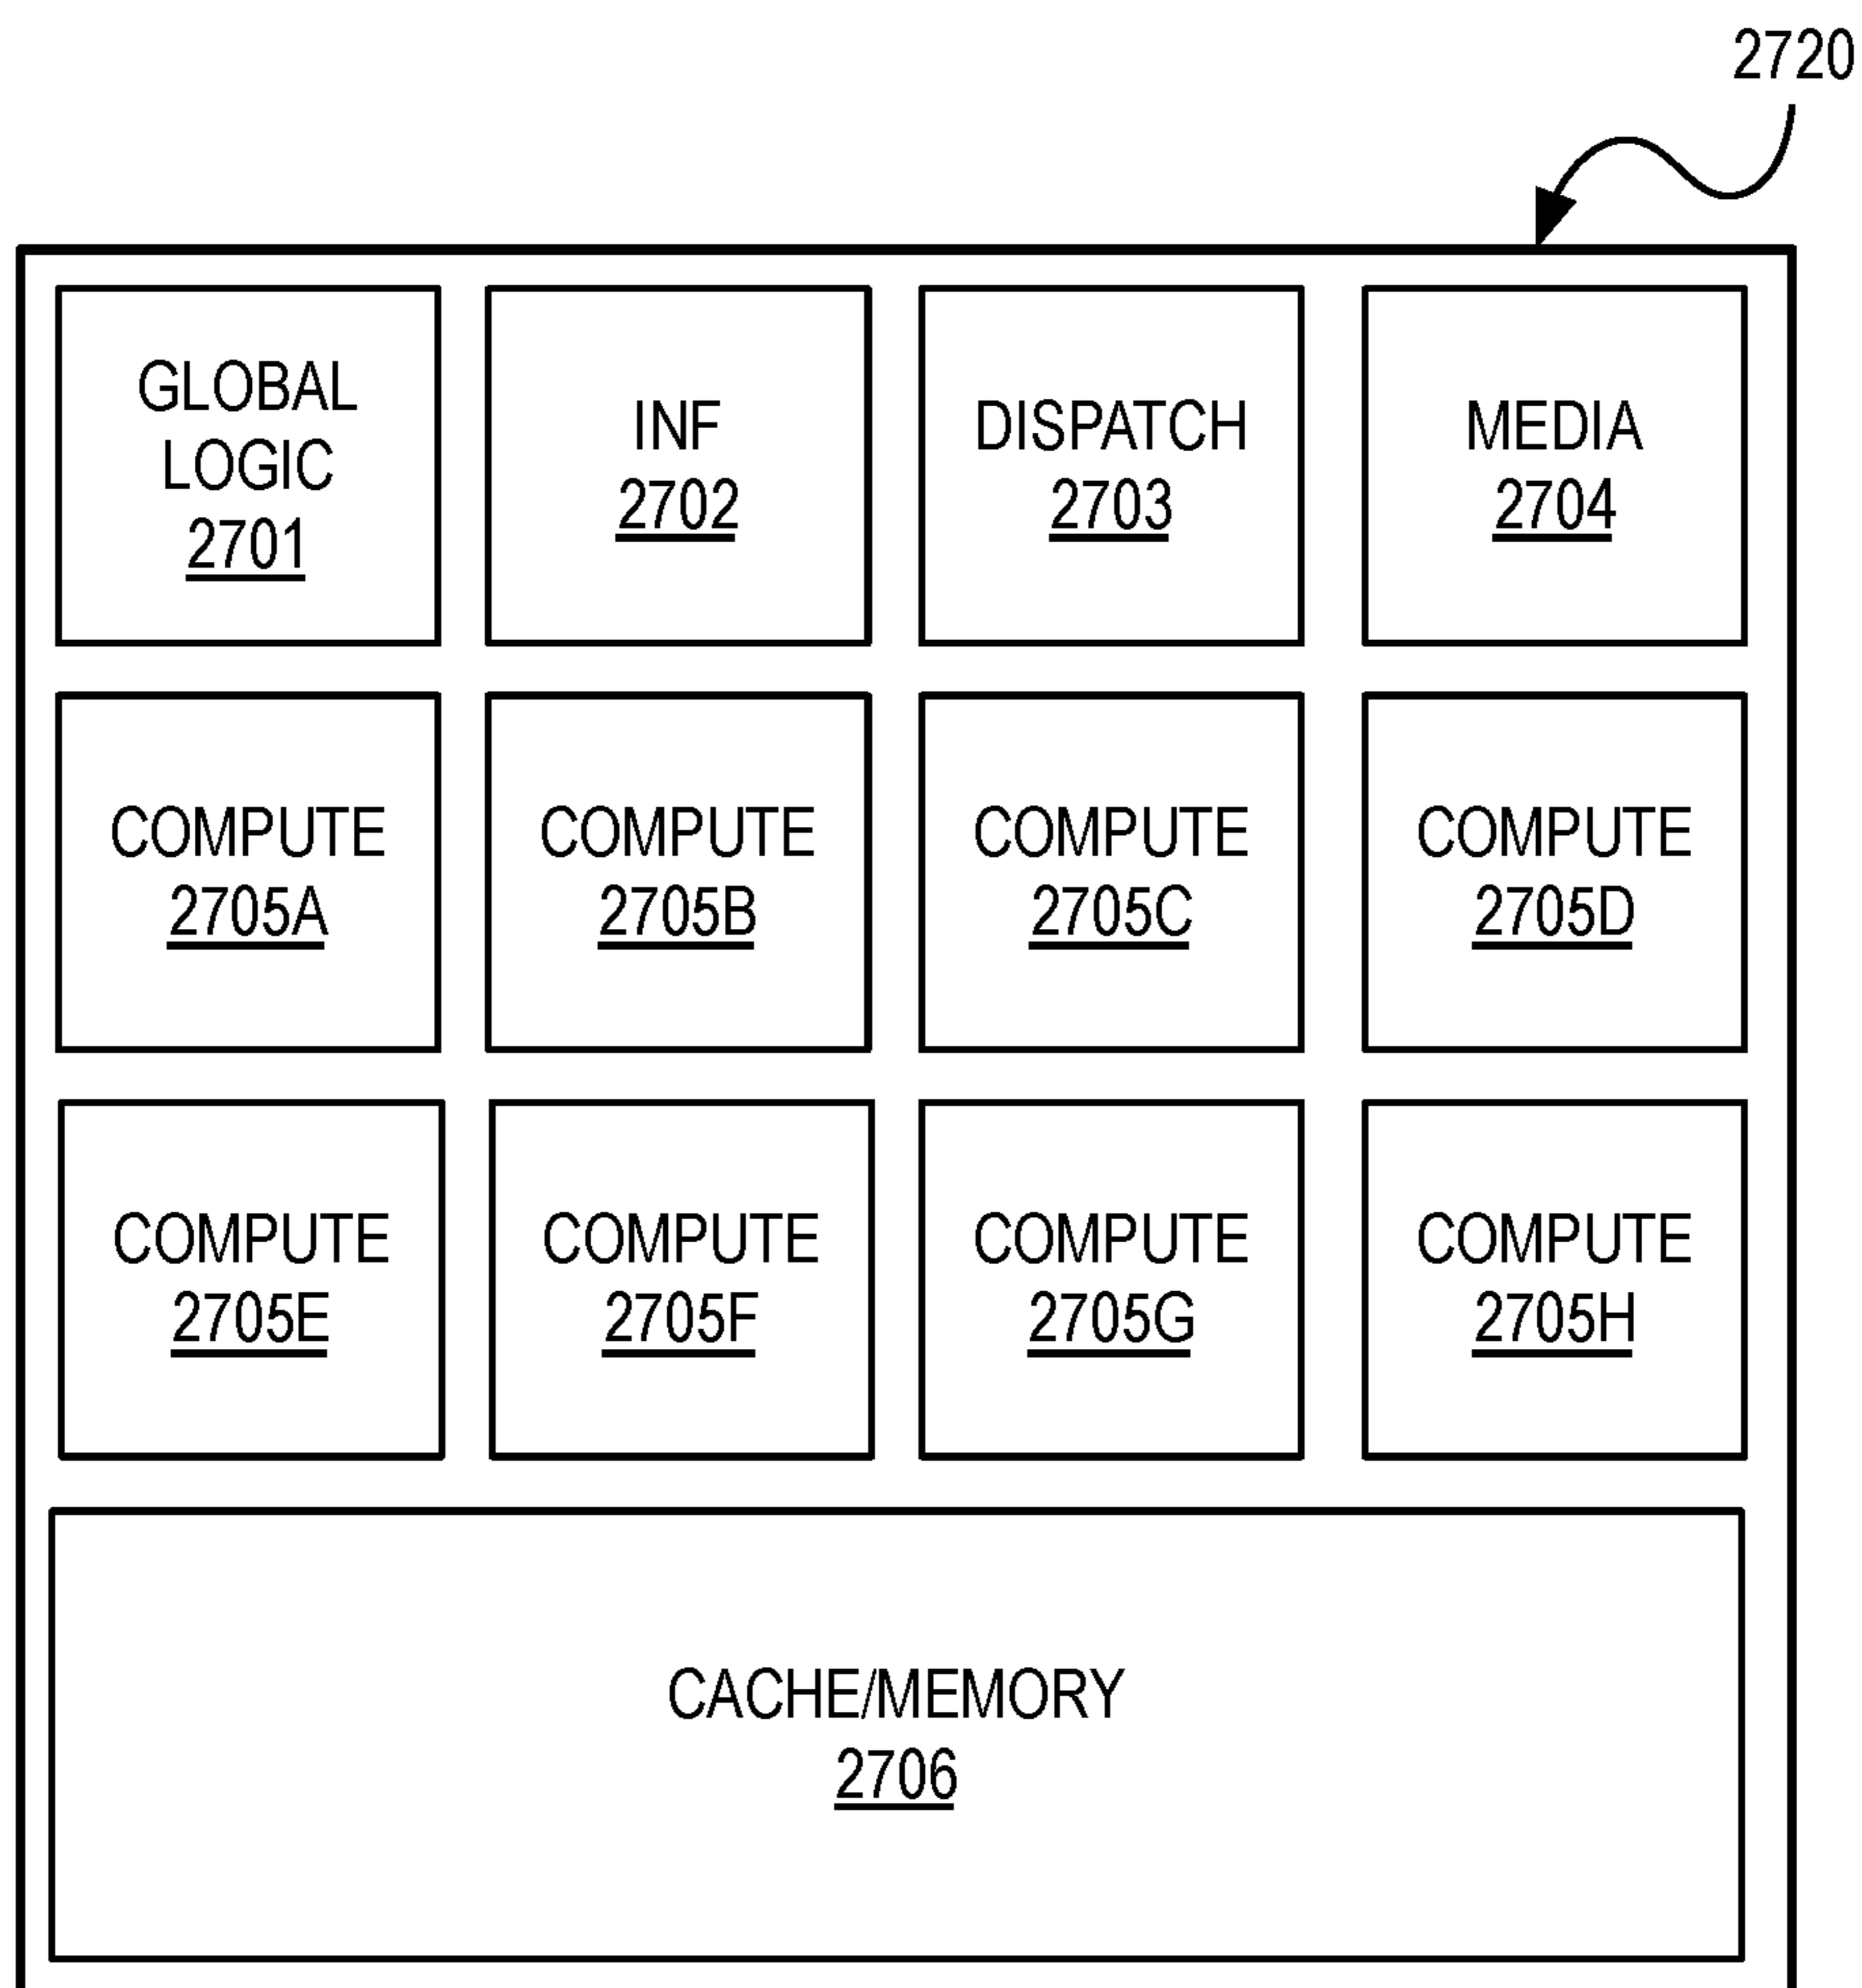 2720
GLOBAL
LOGIC
2701
INF
2702
DISPATCH
2703
MEDIA
2704
COMPUTE
2705A
COMPUTE
2705B
COMPUTE
2705C
COMPUTE
2705D
COMPUTE
2705E
COMPUTE
2705F
COMPUTE
2705G
COMPUTE
2705H
CACHE/MEMORY
2706